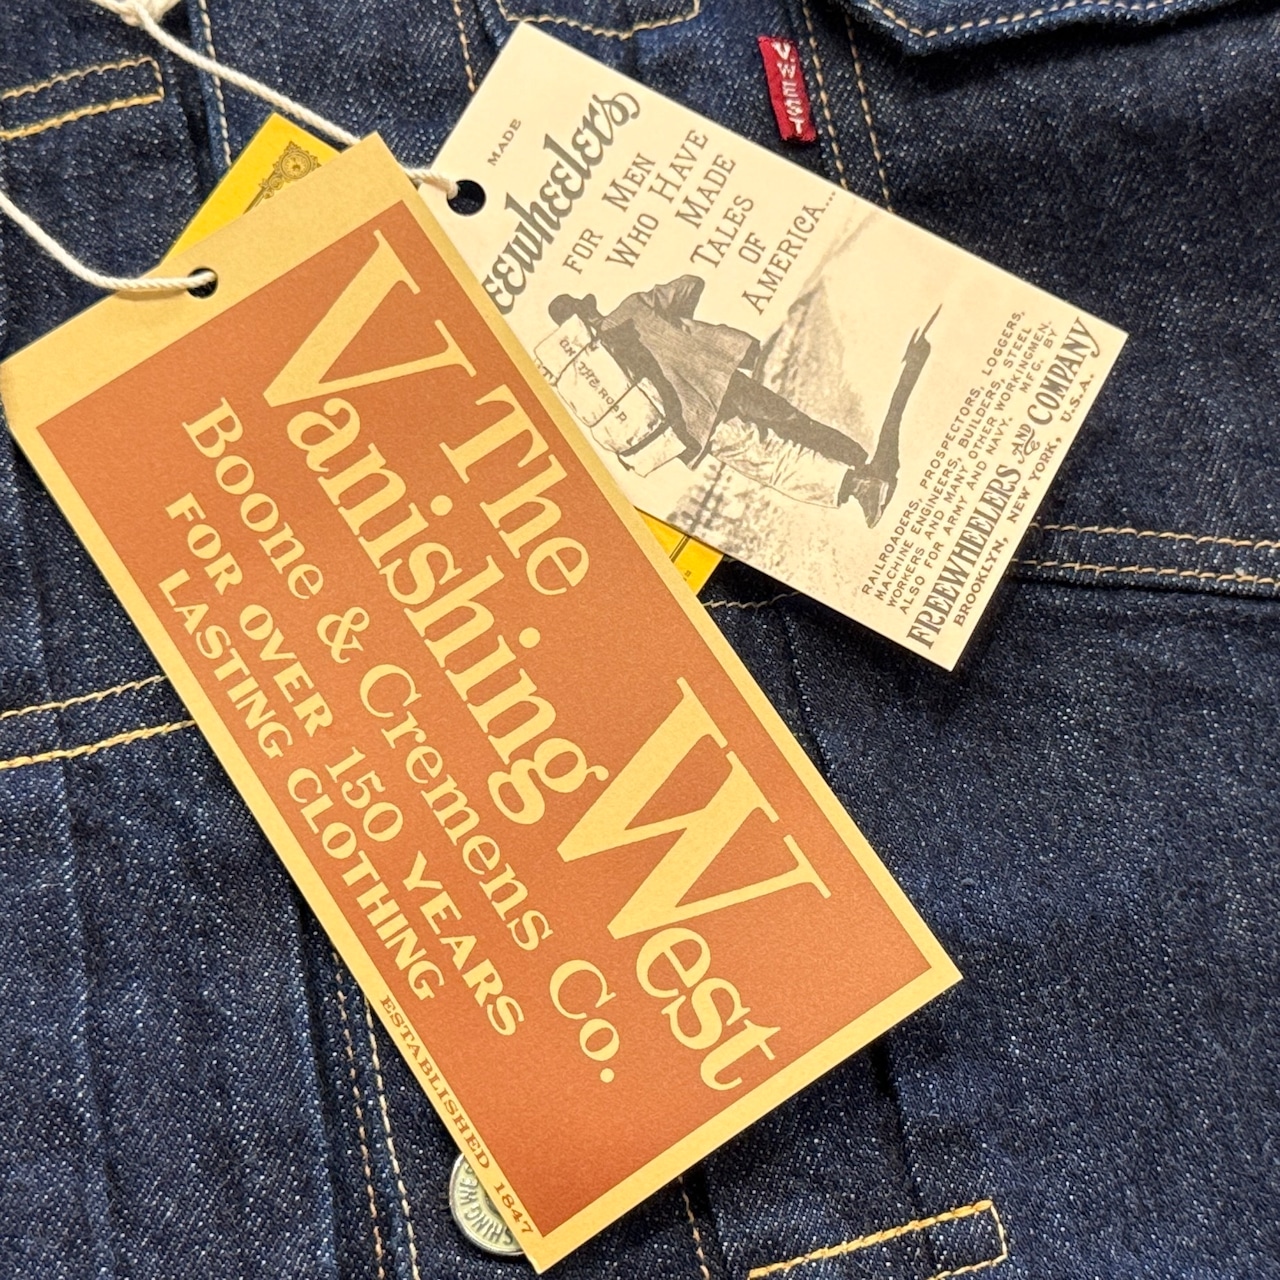 The
Vanishing West
Boone & Cremens Co.
FOR OVER 150 YEARS
LASTING CLOTHING
ESTABLISHED 1847
MADE
FOR MEN
WHO HAVE
MADE
TALES
OF
AMERICA...
RAILROADERS, PROSPECTORS, LOGGERS,
MACHINE ENGINEERS, BUILDERS, STEEL
WORKERS AND MANY OTHER WORKINGMEN.
ALSO FOR ARMY AND NAVY. MFG. BY
FREEWHEELERS AND COMPANY
BROOKLYN, NEW YORK, U.S.A.
V.WEST